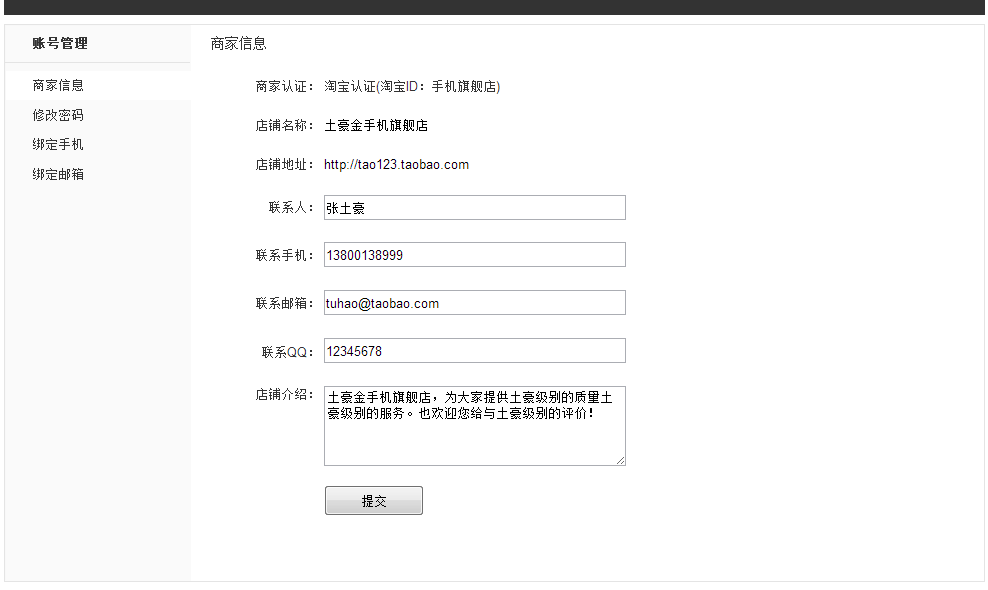 账号管理
商家信息
修改密码
绑定手机
绑定邮箱
商家信息
商家认证： 淘宝认证(淘宝ID：手机旗舰店)
店铺名称： 土豪金手机旗舰店
店铺地址： http://tao123.taobao.com
联系人： 张土豪
联系手机： 13800138999
联系邮箱： tuhao@taobao.com
联系QQ： 12345678
店铺介绍： 土豪金手机旗舰店，为大家提供土豪级别的质量土
豪级别的服务。也欢迎您给与土豪级别的评价！
提交